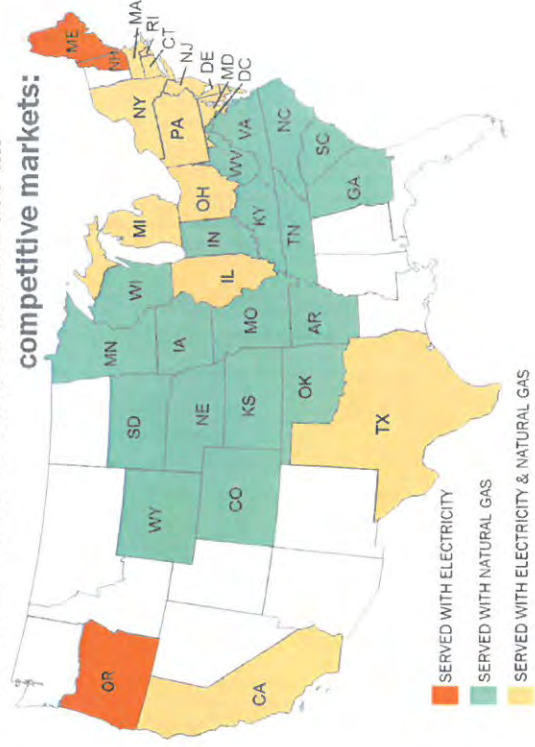 competitive markets:
ME
NH
MA
RI
CT
NY
NJ
PA
DE
MD
DC
MI
OH
WV
VA
NC
SC
GA
IN
KY
TN
WI
IL
MN
IA
MO
AR
SD
NE
KS
OK
TX
WY
CO
OR
CA
SERVED WITH ELECTRICITY
SERVED WITH NATURAL GAS
SERVED WITH ELECTRICITY & NATURAL GAS